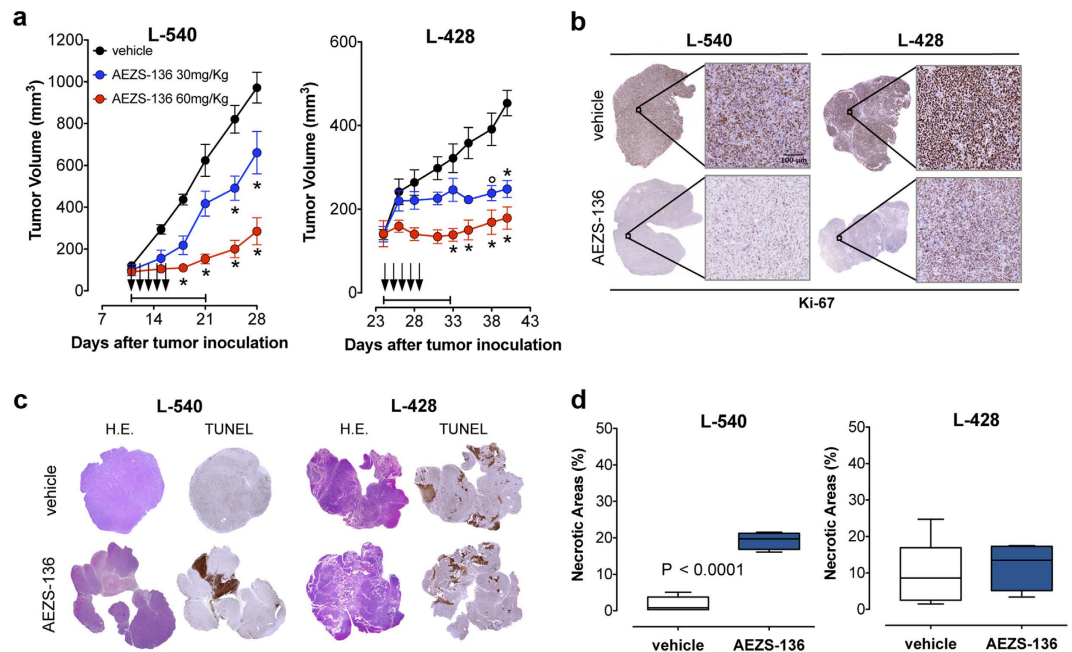 a
L-540
1200
1000
800
600
400
200
0
Tumor Volume (mm3)
vehicle
AEZS-136 30mg/Kg
AEZS-136 60mg/Kg
*
*
*
*
*
*
7 14 21 28
Days after tumor inoculation
L-428
600
400
200
0
Tumor Volume (mm3)
*
*
*
*
*
*
23 28 33 38 43
Days after tumor inoculation
b
L-540 L-428
vehicle
100 µm
AEZS-136
Ki-67
c
L-540 L-428
H.E. TUNEL H.E. TUNEL
vehicle
AEZS-136
d
L-540
50
40
30
20
10
0
Necrotic Areas (%)
P < 0.0001
vehicle AEZS-136
L-428
50
40
30
20
10
0
Necrotic Areas (%)
vehicle AEZS-136